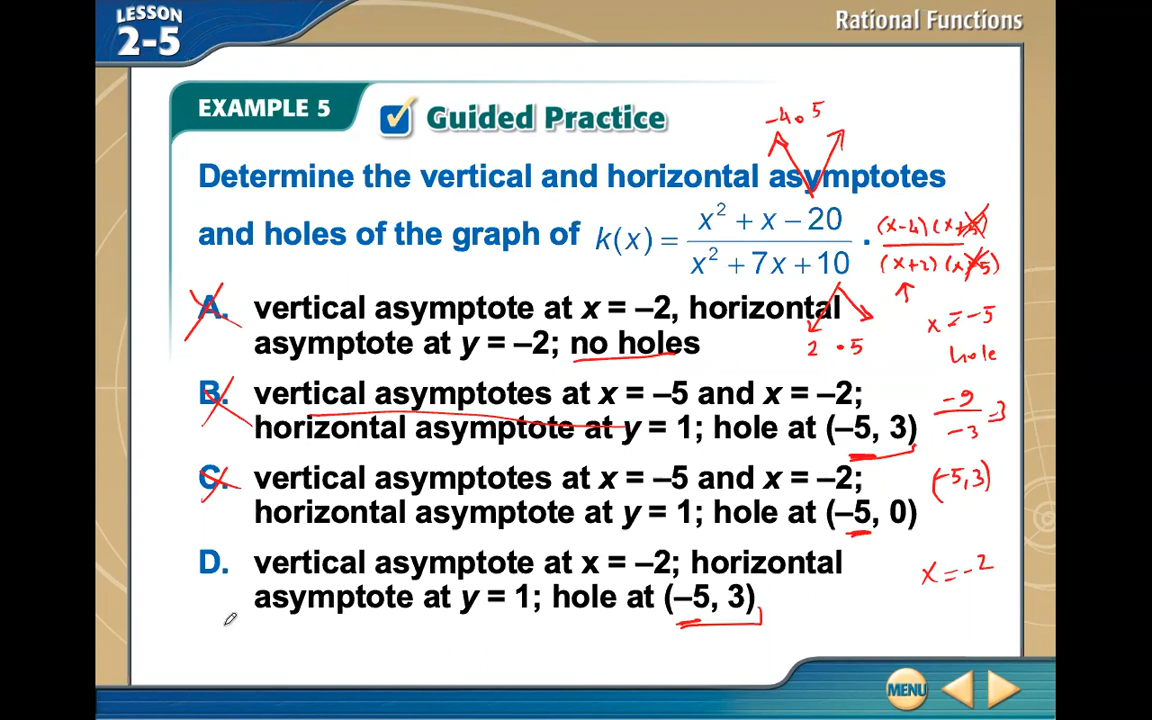 LESSON
2-5
Rational Functions
EXAMPLE 5
Guided Practice
-4 • 5
Determine the vertical and horizontal asymptotes
and holes of the graph of k(x) = (x² + x – 20)/(x² + 7x + 10) • (x-4)(x+5)/(x+2)(x+5)
A. vertical asymptote at x = –2, horizontal
asymptote at y = –2; no holes
2 • 5
x = -5
hole
B. vertical asymptotes at x = –5 and x = –2;
horizontal asymptote at y = 1; hole at (–5, 3)
-9/-3 = 3
C. vertical asymptotes at x = –5 and x = –2;
horizontal asymptote at y = 1; hole at (–5, 0)
(-5,3)
D. vertical asymptote at x = –2; horizontal
asymptote at y = 1; hole at (–5, 3)
x = -2
MENU